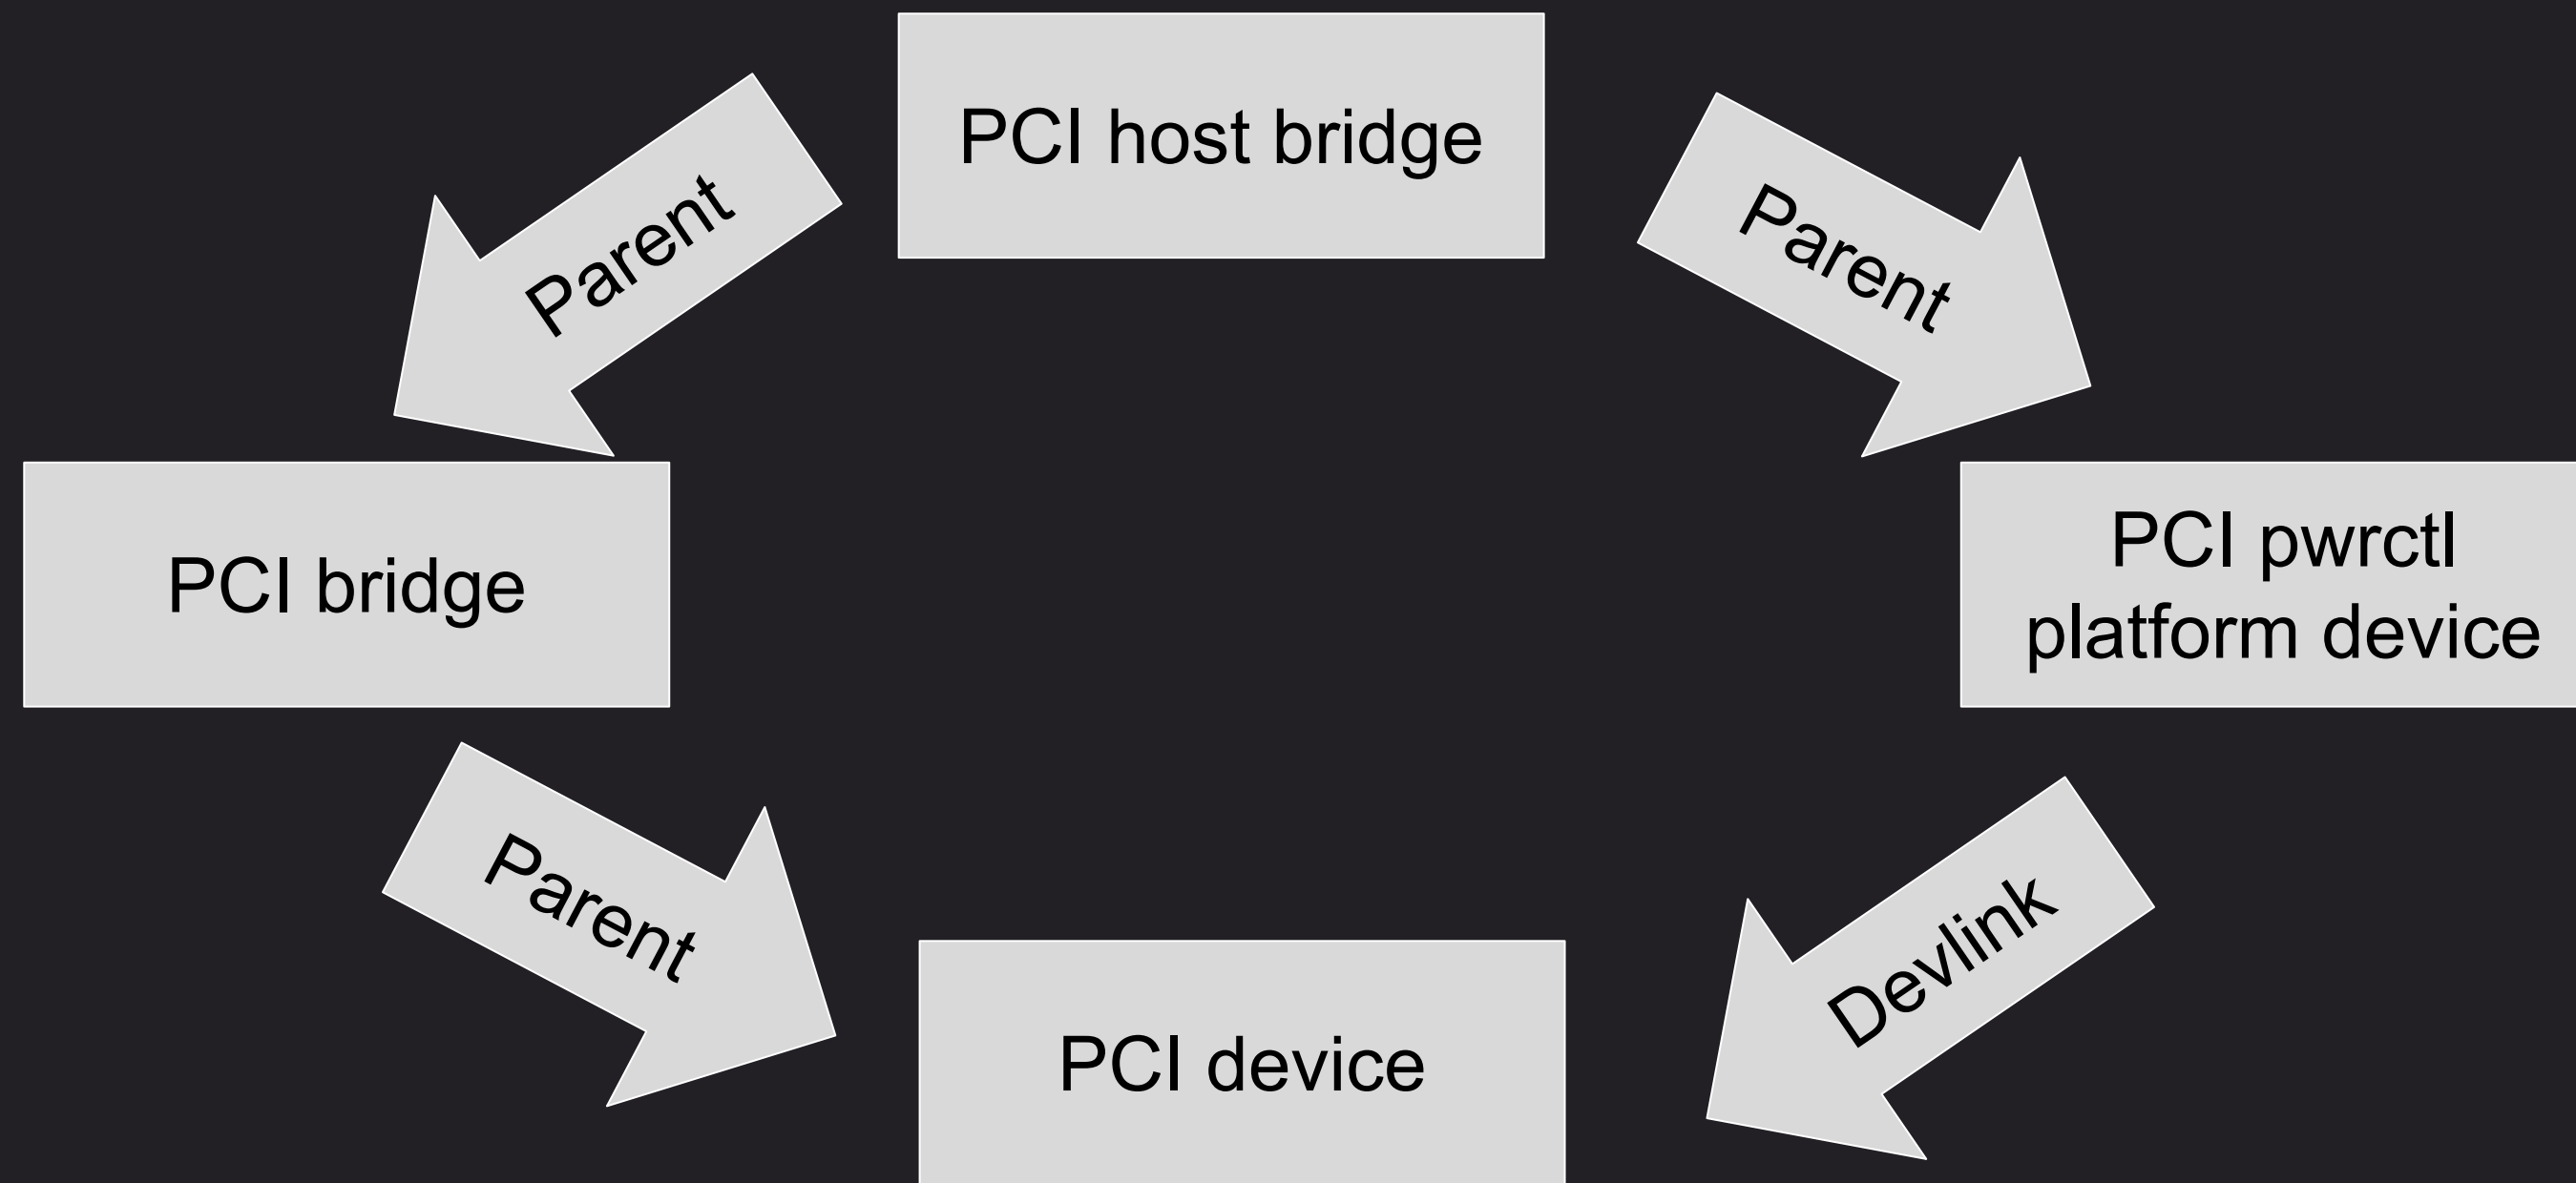 PCI host bridge
Parent
Parent
PCI bridge
PCI pwrctl
platform device
Parent
Devlink
PCI device